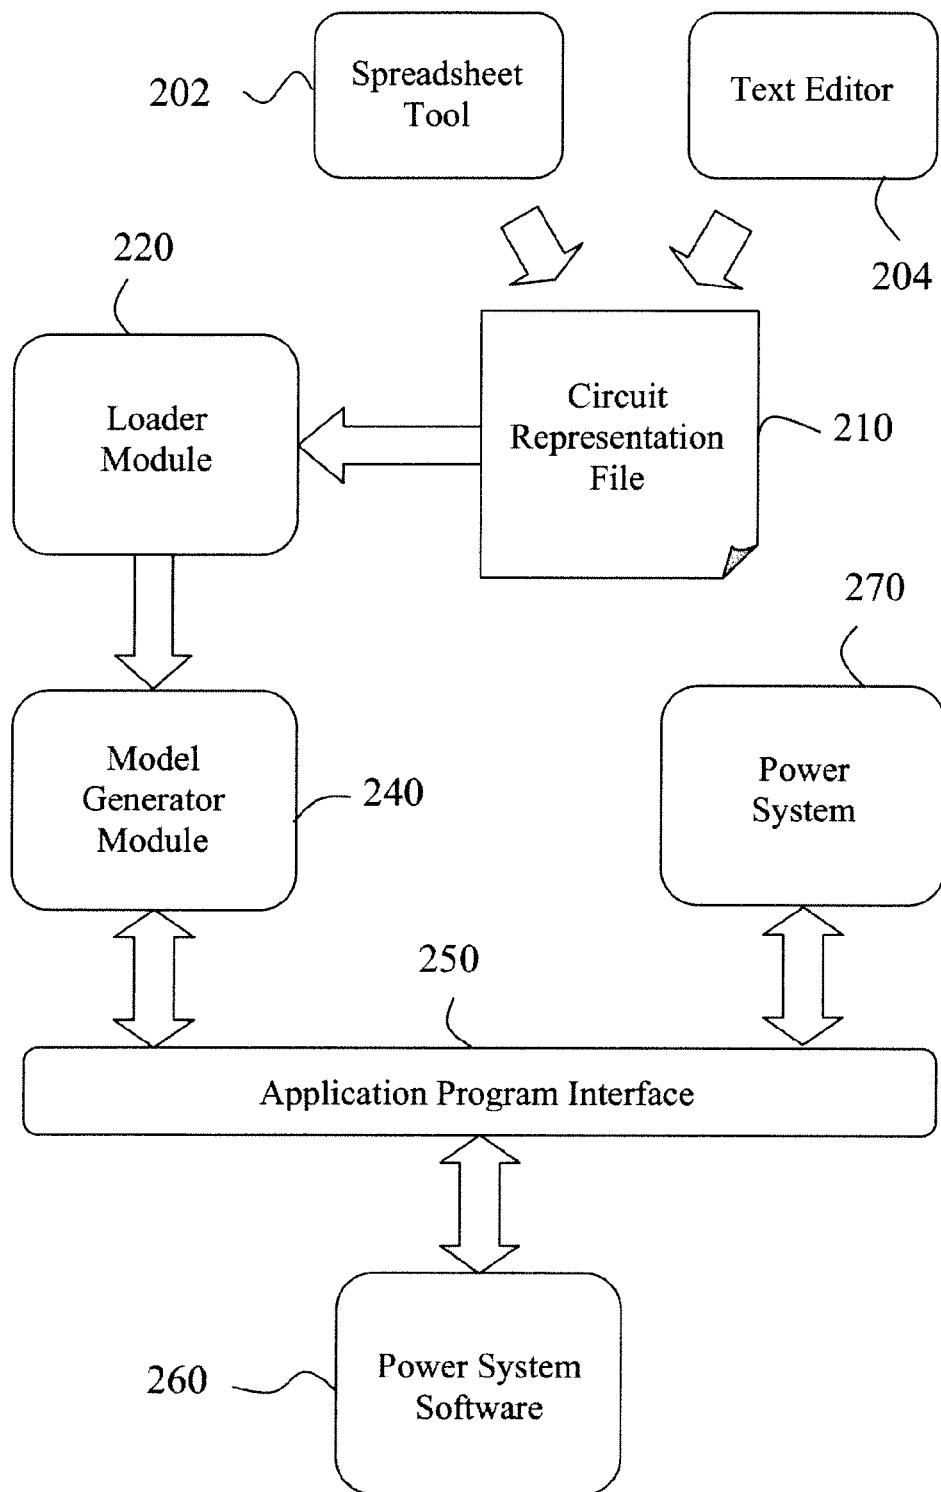 202
Spreadsheet
Tool
Text Editor
204
220
Loader
Module
Circuit
Representation
File
210
270
Model
Generator
Module
240
Power
System
250
Application Program Interface
260
Power System
Software